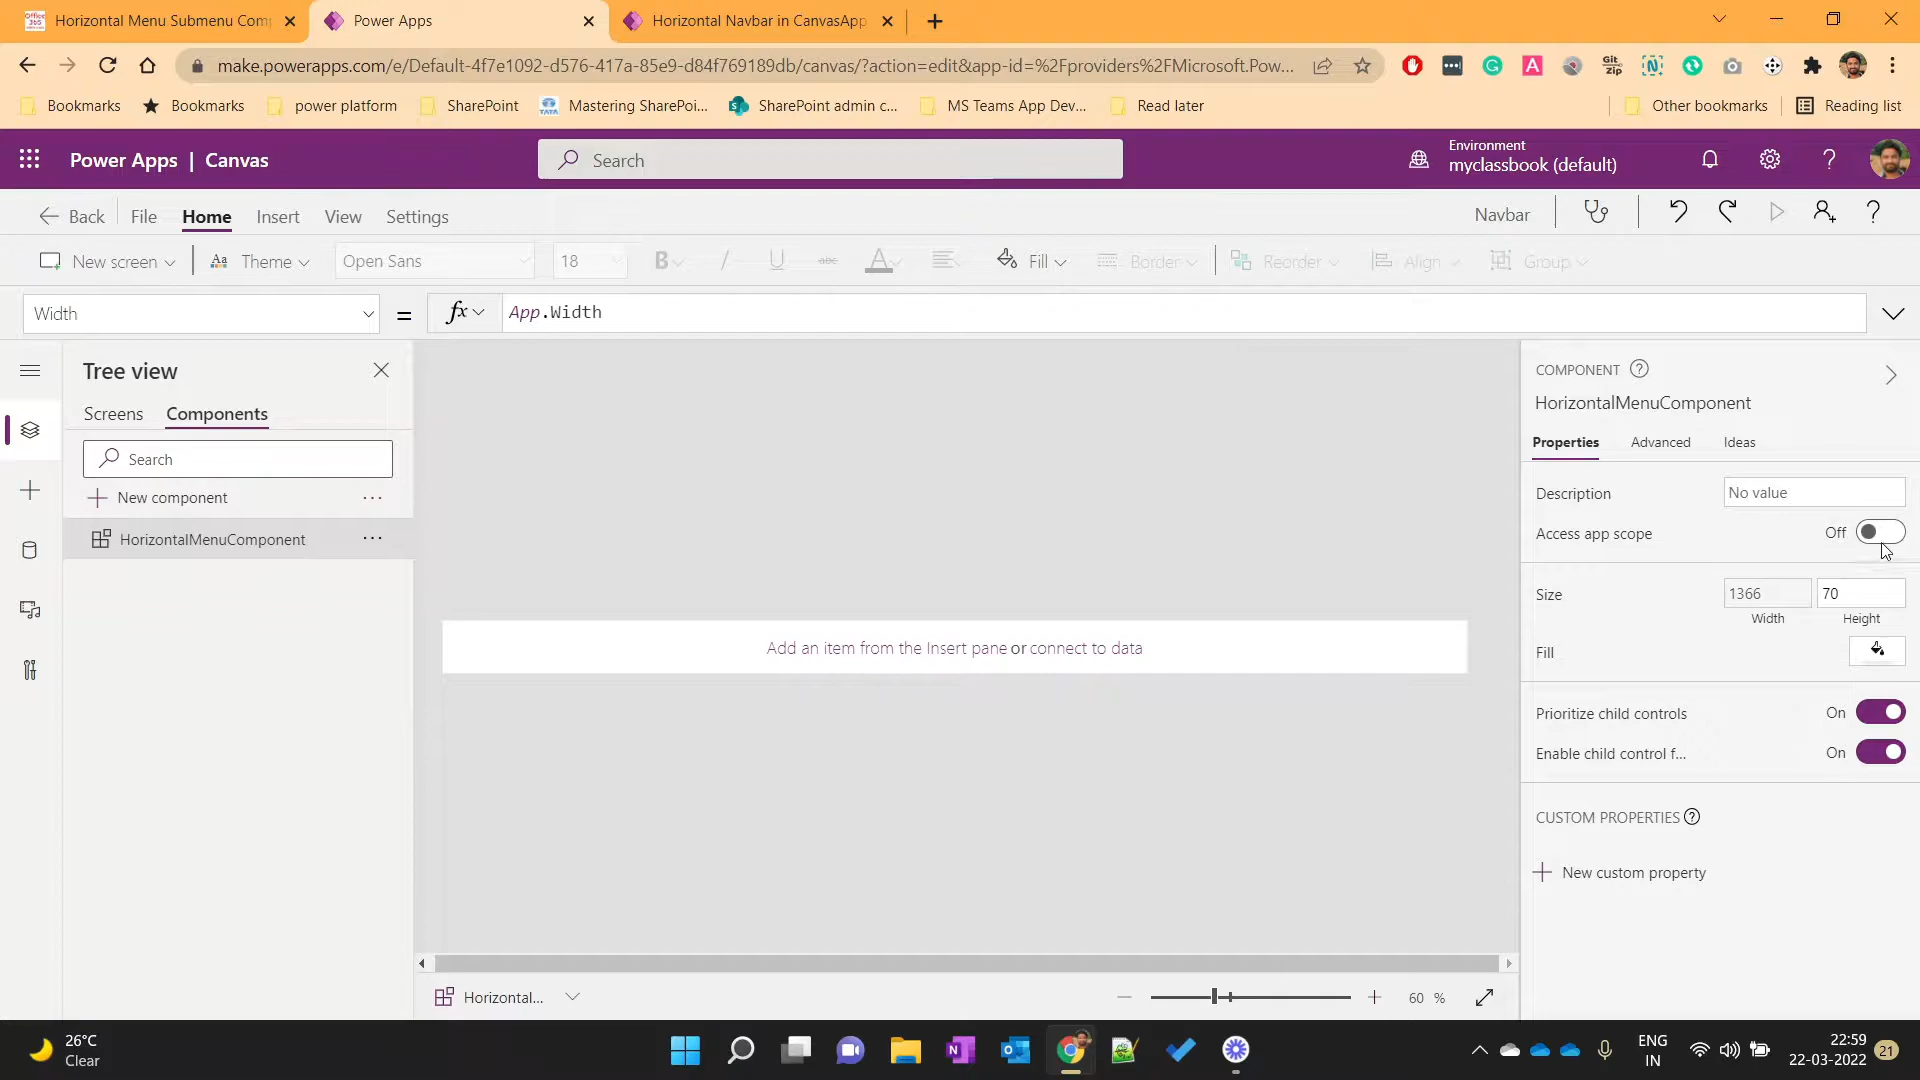 Horizontal Menu Submenu Comp
Power Apps
Horizontal Navbar in CanvasApp
make.powerapps.com/e/Default-4f7e1092-d576-417a-85e9-d84f769189db/canvas/?action=edit&app-id=%2Fproviders%2FMicrosoft.Pow...
Bookmarks
Bookmarks
power platform
SharePoint
Mastering SharePoi...
SharePoint admin c...
MS Teams App Dev...
Read later
Other bookmarks
Reading list
Power Apps | Canvas
Search
Environment
myclassbook (default)
Back
File
Home
Insert
View
Settings
Navbar
New screen
Theme
Open Sans
18
Fill
Border
Reorder
Align
Group
Width
=
fx
App.Width
Tree view
Screens
Components
Search
New component
HorizontalMenuComponent
Add an item from the Insert pane or connect to data
Horizontal...
60 %
COMPONENT
HorizontalMenuComponent
Properties
Advanced
Ideas
Description
No value
Access app scope
Off
Size
1366
70
Width
Height
Fill
Prioritize child controls
On
Enable child control f...
On
CUSTOM PROPERTIES
New custom property
26°C
Clear
ENG
IN
22:59
22-03-2022
21